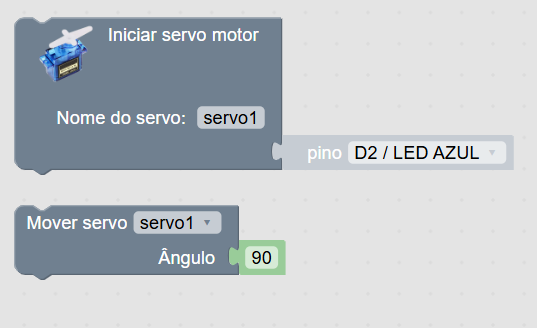 Iniciar servo motor
Nome do servo: servo1
pino D2 / LED AZUL
Mover servo servo1
Ângulo 90